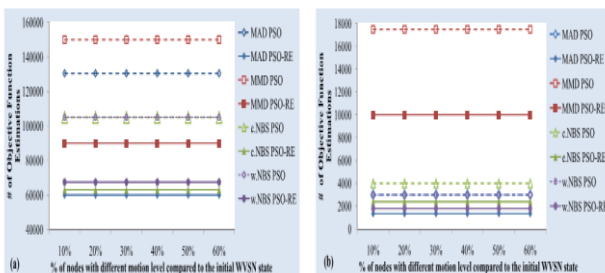 160000
140000
120000
100000
80000
60000
40000
# of Objective Function
Estimations
10% 20% 30% 40% 50% 60%
% of nodes with different motion level compared to the initial WVSN state
(a)
MAD PSO
MAD PSO-RE
MMD PSO
MMD PSO-RE
c.NBS PSO
c.NBS PSO-RE
w.NBS PSO
w.NBS PSO-RE
18000
16000
14000
12000
10000
8000
6000
4000
2000
0
# of Objective Function
Estimations
10% 20% 30% 40% 50% 60%
% of nodes with different motion level compared to the initial WVSN state
(b)
MAD PSO
MAD PSO-RE
MMD PSO
MMD PSO-RE
c.NBS PSO
c.NBS PSO-RE
w.NBS PSO
w.NBS PSO-RE